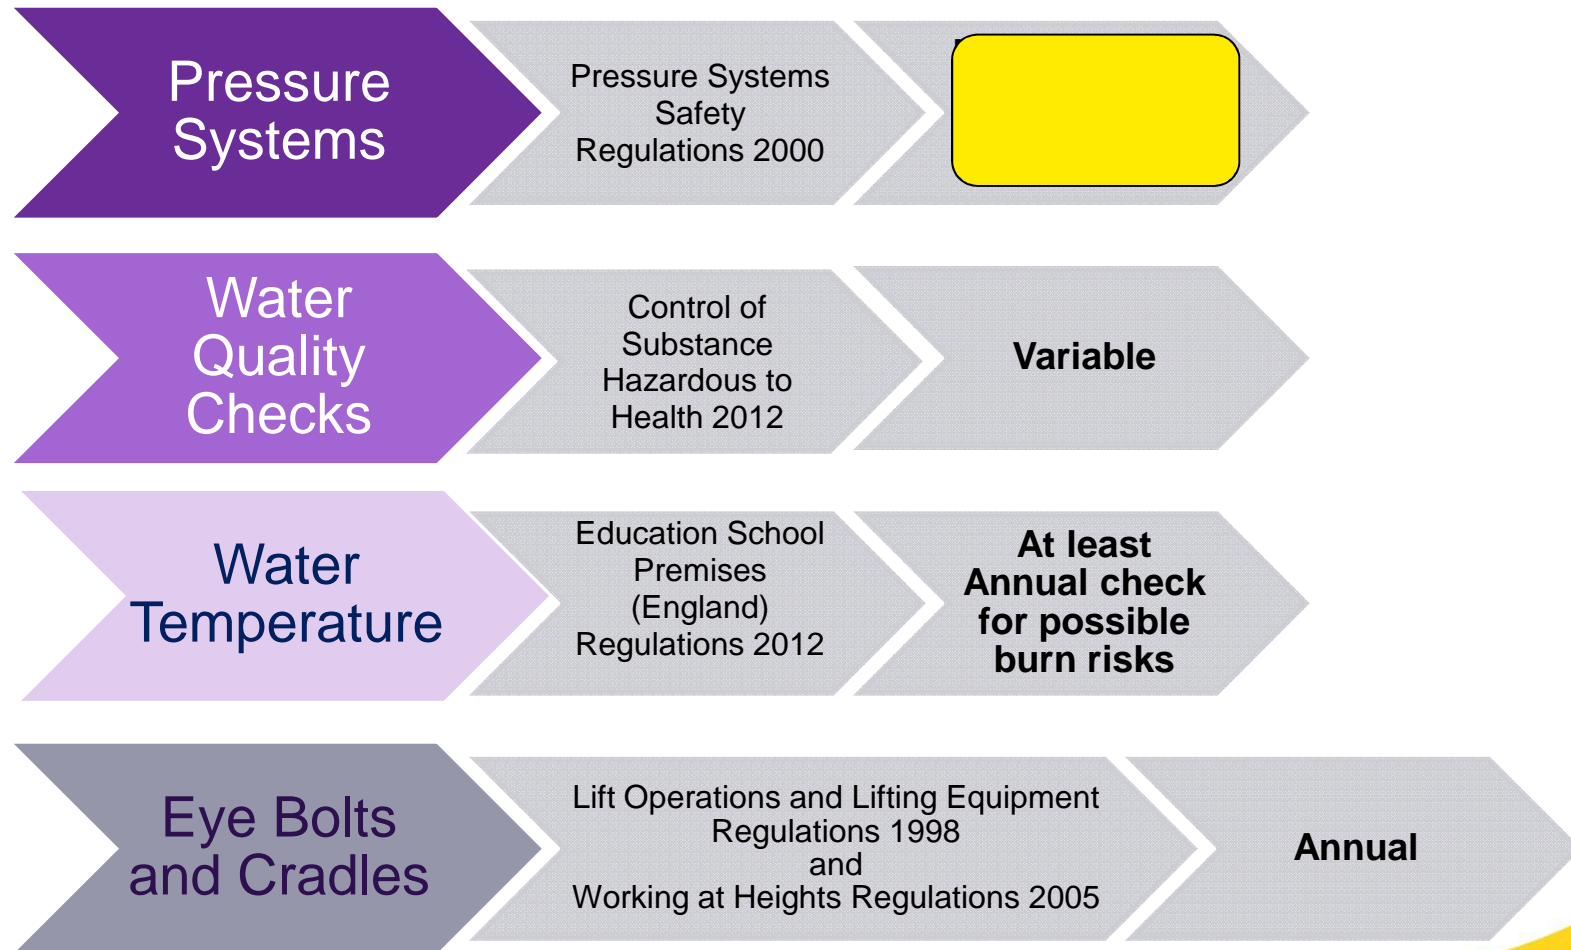 Pressure
Systems
Pressure Systems
Safety
Regulations 2000
Water
Quality
Checks
Control of
Substance
Hazardous to
Health 2012
Variable
Water
Temperature
Education School
Premises
(England)
Regulations 2012
At least
Annual check
for possible
burn risks
Eye Bolts
and Cradles
Lift Operations and Lifting Equipment
Regulations 1998
and
Working at Heights Regulations 2005
Annual